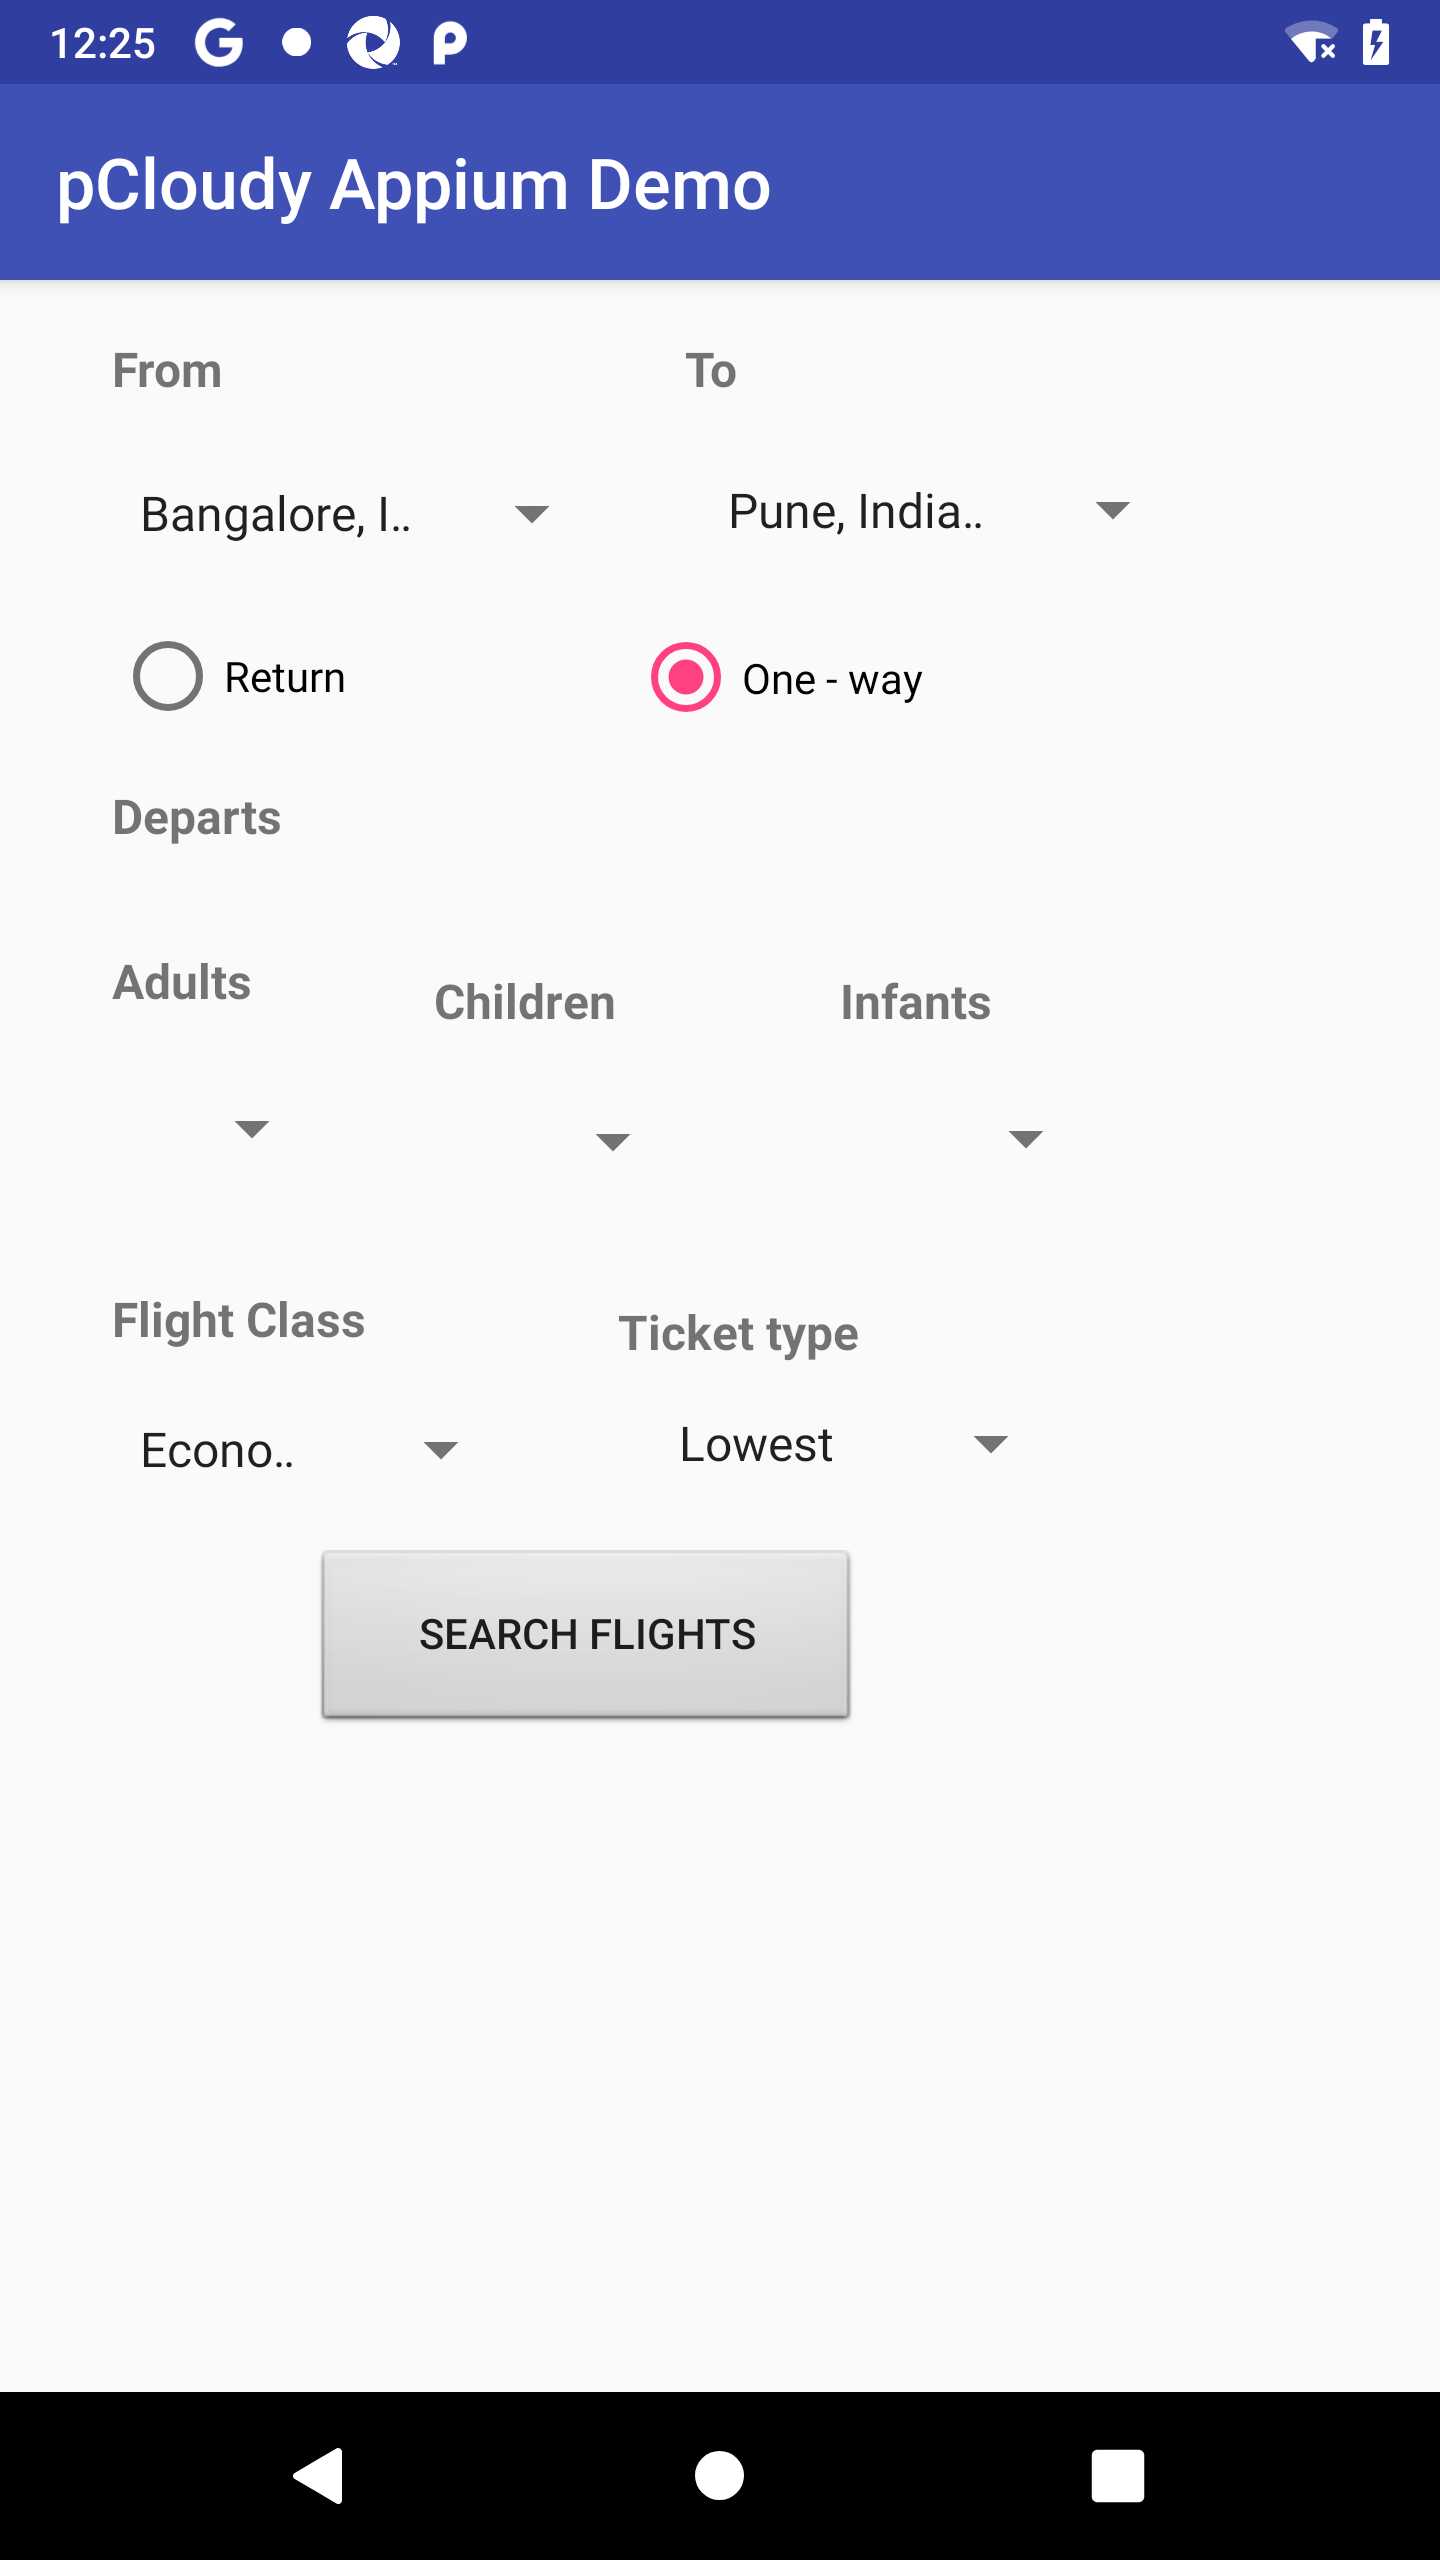 12:25
pCloudy Appium Demo
From To
Bangalore, I.. Pune, India..
Return One - way
Departs
Adults Children Infants
Flight Class Ticket type
Econo.. Lowest
SEARCH FLIGHTS